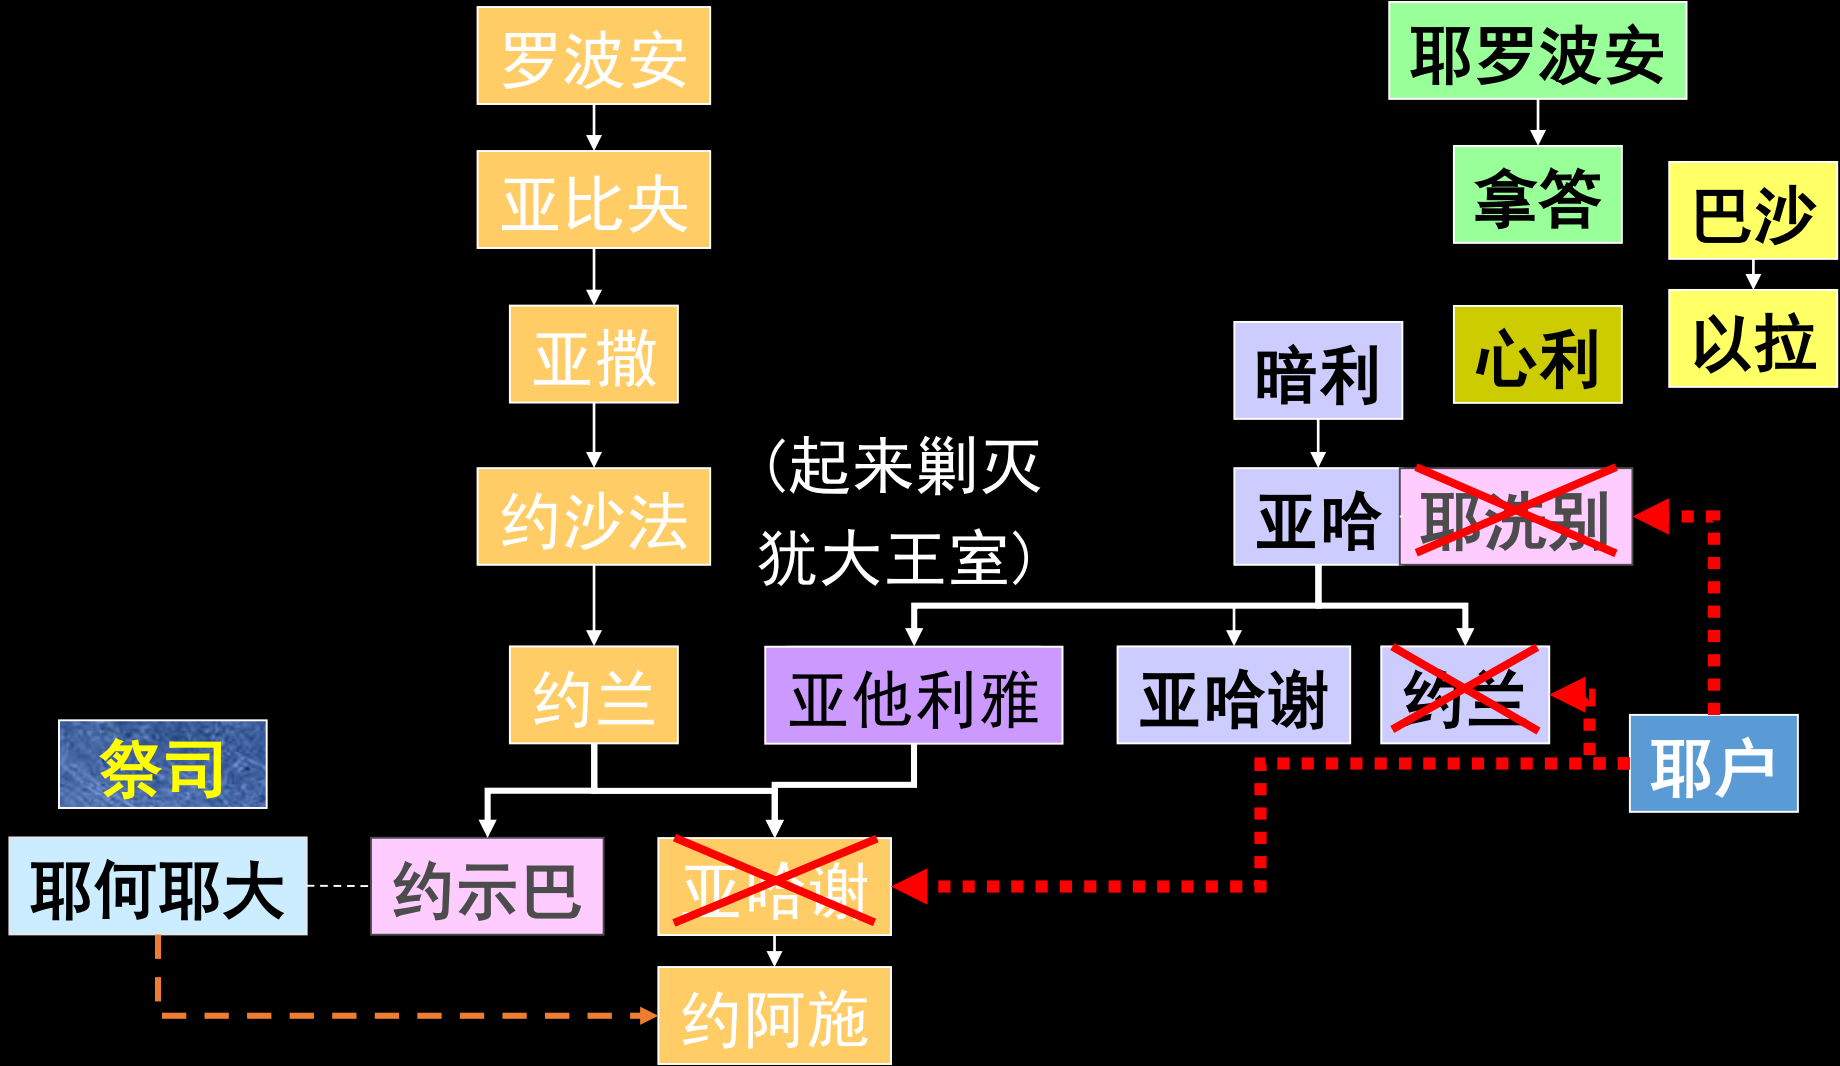 罗波安
耶罗波安
亚比央
拿答
巴沙
亚撒
暗利
心利
以拉
(起来剿灭
犹大王室)
约沙法
亚哈
耶洗别
约兰
亚他利雅
亚哈谢
约兰
耶户
祭司
耶何耶大
约示巴
亚哈谢
约阿施